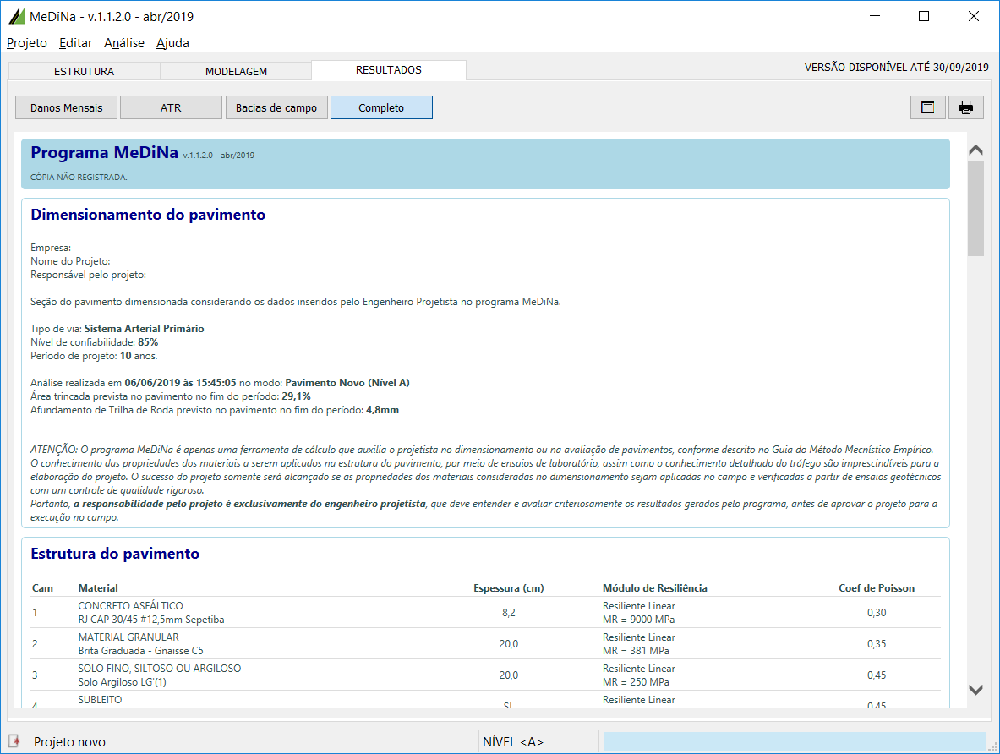 MeDiNa - v.1.1.2.0 - abr/2019
Projeto Editar Análise Ajuda
ESTRUTURA MODELAGEM RESULTADOS VERSÃO DISPONÍVEL ATÉ 30/09/2019
Danos Mensais ATR Bacias de campo Completo
Programa MeDiNa v.1.1.2.0 - abr/2019
CÓPIA NÃO REGISTRADA.
Dimensionamento do pavimento
Empresa:
Nome do Projeto:
Responsável pelo projeto:
Seção do pavimento dimensionada considerando os dados inseridos pelo Engenheiro Projetista no programa MeDiNa.
Tipo de via: Sistema Arterial Primário
Nível de confiabilidade: 85%
Período de projeto: 10 anos.
Análise realizada em 06/06/2019 às 15:45:05 no modo: Pavimento Novo (Nível A)
Área trincada prevista no pavimento no fim do período: 29,1%
Afundamento de Trilha de Roda previsto no pavimento no fim do período: 4,8mm
ATENÇÃO: O programa MeDiNa é apenas uma ferramenta de cálculo que auxilia o projetista no dimensionamento ou na avaliação de pavimentos, conforme descrito no Guia do Método Mecnístico Empírico.
O conhecimento das propriedades dos materiais a serem aplicados na estrutura do pavimento, por meio de ensaios de laboratório, assim como o conhecimento detalhado do tráfego são imprescindíveis para a
elaboração do projeto. O sucesso do projeto somente será alcançado se as propriedades dos materiais consideradas no dimensionamento sejam aplicadas no campo e verificadas a partir de ensaios geotécnicos
com um controle de qualidade rigoroso.
Portanto, a responsabilidade pelo projeto é exclusivamente do engenheiro projetista, que deve entender e avaliar criteriosamente os resultados gerados pelo programa, antes de aprovar o projeto para a
execução no campo.
Estrutura do pavimento
Cam Material Espessura (cm) Módulo de Resiliência Coef de Poisson
1 CONCRETO ASFÁLTICO 8,2 Resiliente Linear 0,30
RJ CAP 30/45 #12,5mm Sepetiba MR = 9000 MPa
2 MATERIAL GRANULAR 20,0 Resiliente Linear 0,35
Brita Graduada - Gnaisse C5 MR = 381 MPa
3 SOLO FINO, SILTOSO OU ARGILOSO 20,0 Resiliente Linear 0,45
Solo Argiloso LG'(1) MR = 250 MPa
4 SUBLEITO SL Resiliente Linear 0,45
Projeto novo NÍVEL <A>